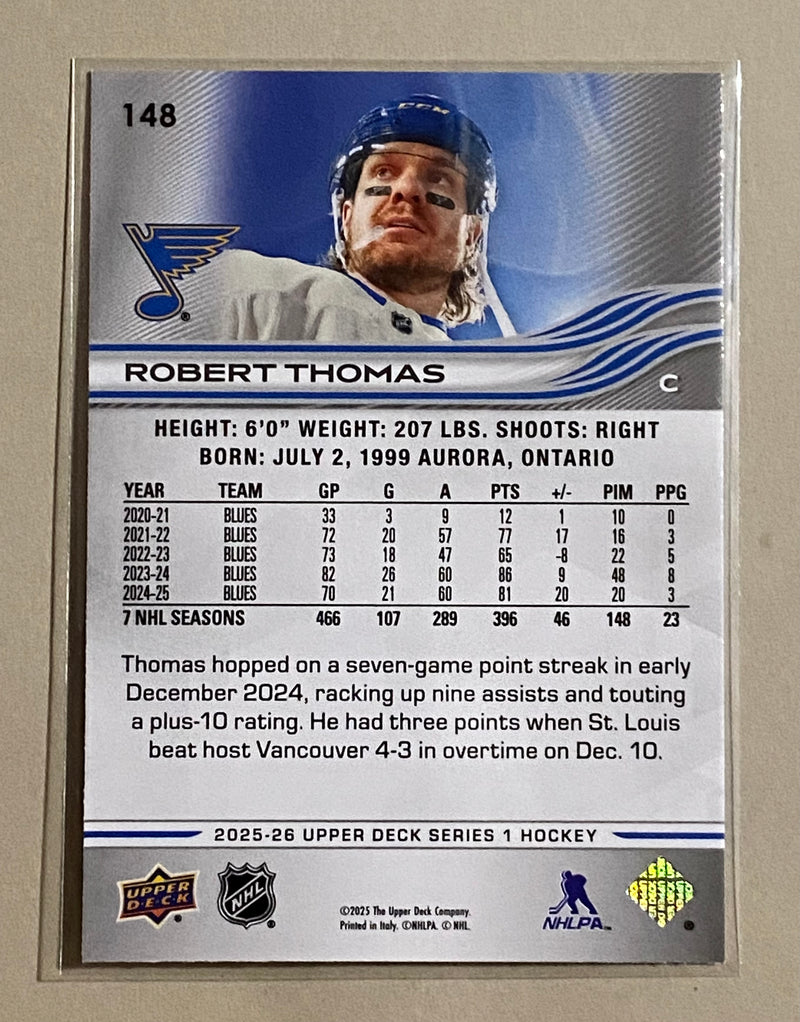 148
CCM
ROBERT THOMAS
C
HEIGHT: 6'0" WEIGHT: 207 LBS. SHOOTS: RIGHT
BORN: JULY 2, 1999 AURORA, ONTARIO
YEAR TEAM GP G A PTS +/- PIM PPG
2020-21 BLUES 33 3 9 12 1 10 0
2021-22 BLUES 72 20 57 77 17 16 3
2022-23 BLUES 73 18 47 65 -8 22 5
2023-24 BLUES 82 26 60 86 9 48 8
2024-25 BLUES 70 21 60 81 20 20 3
7 NHL SEASONS 466 107 289 396 46 148 23
Thomas hopped on a seven-game point streak in early
December 2024, racking up nine assists and touting
a plus-10 rating. He had three points when St. Louis
beat host Vancouver 4-3 in overtime on Dec. 10.
2025-26 UPPER DECK SERIES 1 HOCKEY
UPPER
D·E·C·K
®
NHL
®
©2025 The Upper Deck Company.
Printed in Italy. ©NHLPA. © NHL.
NHLPA™
®